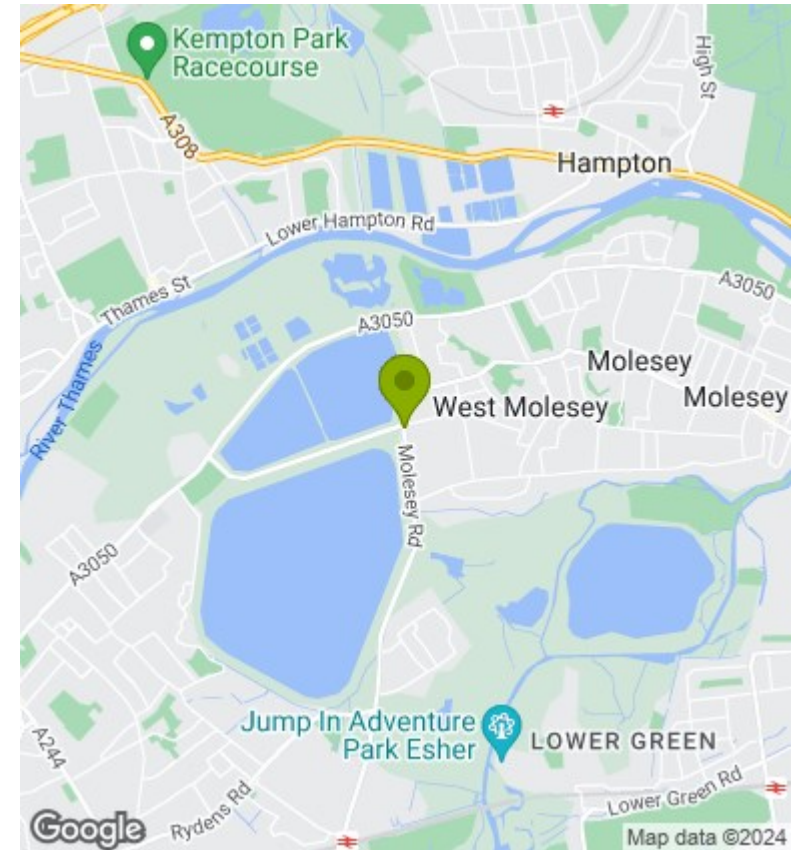 Kempton Park
Racecourse
High St
A308
Hampton
Lower Hampton Rd
Thames St
A3050
A3050
River Thames
Molesey
Molesey
West Molesey
Molesey Rd
A3050
Jump In Adventure
Park Esher
LOWER GREEN
A244
Rydens Rd
Lower Green Rd
Google
Map data ©2024